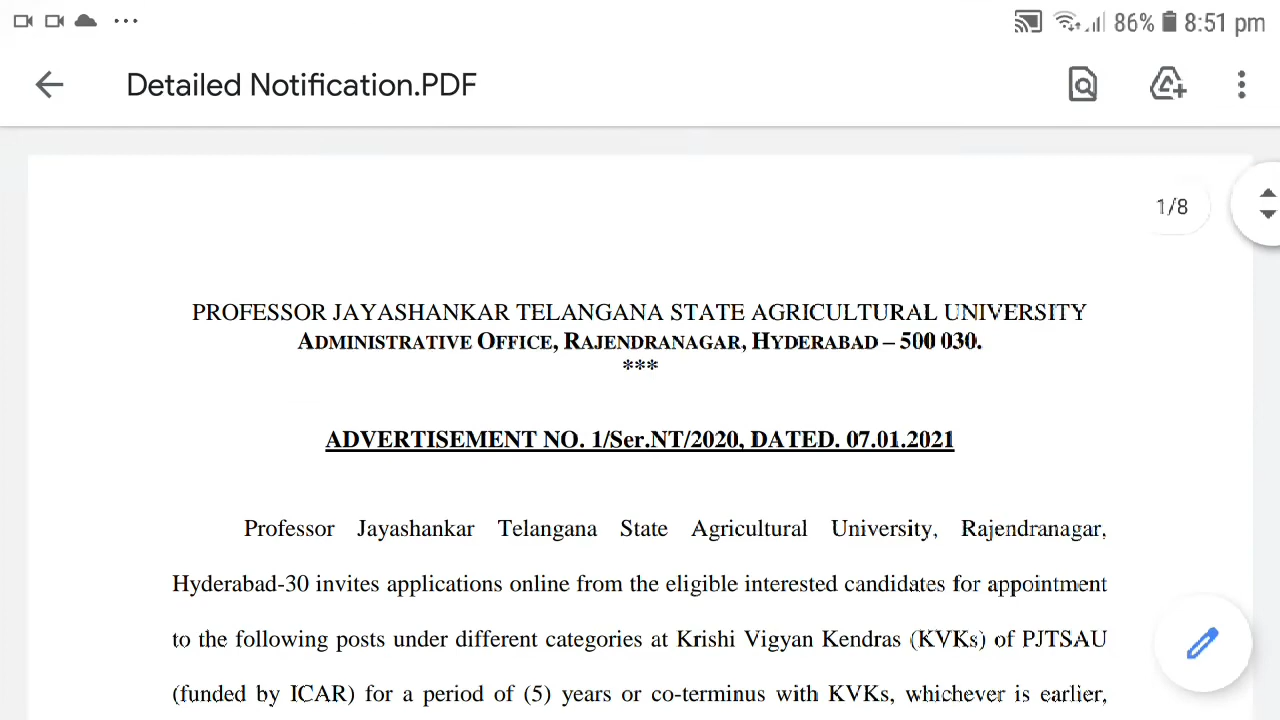 86% 8:51 pm
Detailed Notification.PDF
1/8
PROFESSOR JAYASHANKAR TELANGANA STATE AGRICULTURAL UNIVERSITY
ADMINISTRATIVE OFFICE, RAJENDRANAGAR, HYDERABAD – 500 030.
***
ADVERTISEMENT NO. 1/Ser.NT/2020, DATED. 07.01.2021
Professor Jayashankar Telangana State Agricultural University, Rajendranagar,
Hyderabad-30 invites applications online from the eligible interested candidates for appointment
to the following posts under different categories at Krishi Vigyan Kendras (KVKs) of PJTSAU
(funded by ICAR) for a period of (5) years or co-terminus with KVKs, whichever is earlier,